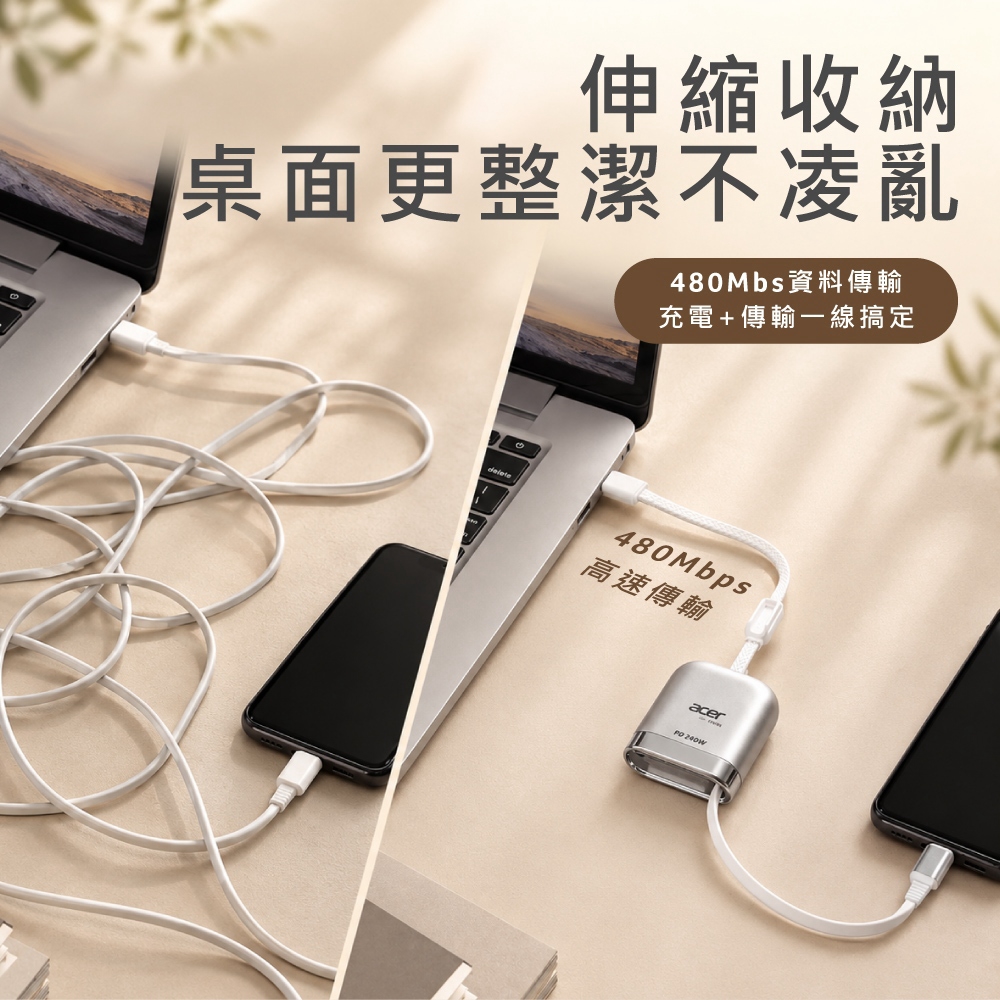 伸縮收納
桌面更整潔不凌亂
480Mbs資料傳輸
充電+傳輸一線搞定
delete
480Mbps
高速傳輸
acer
PD 240W